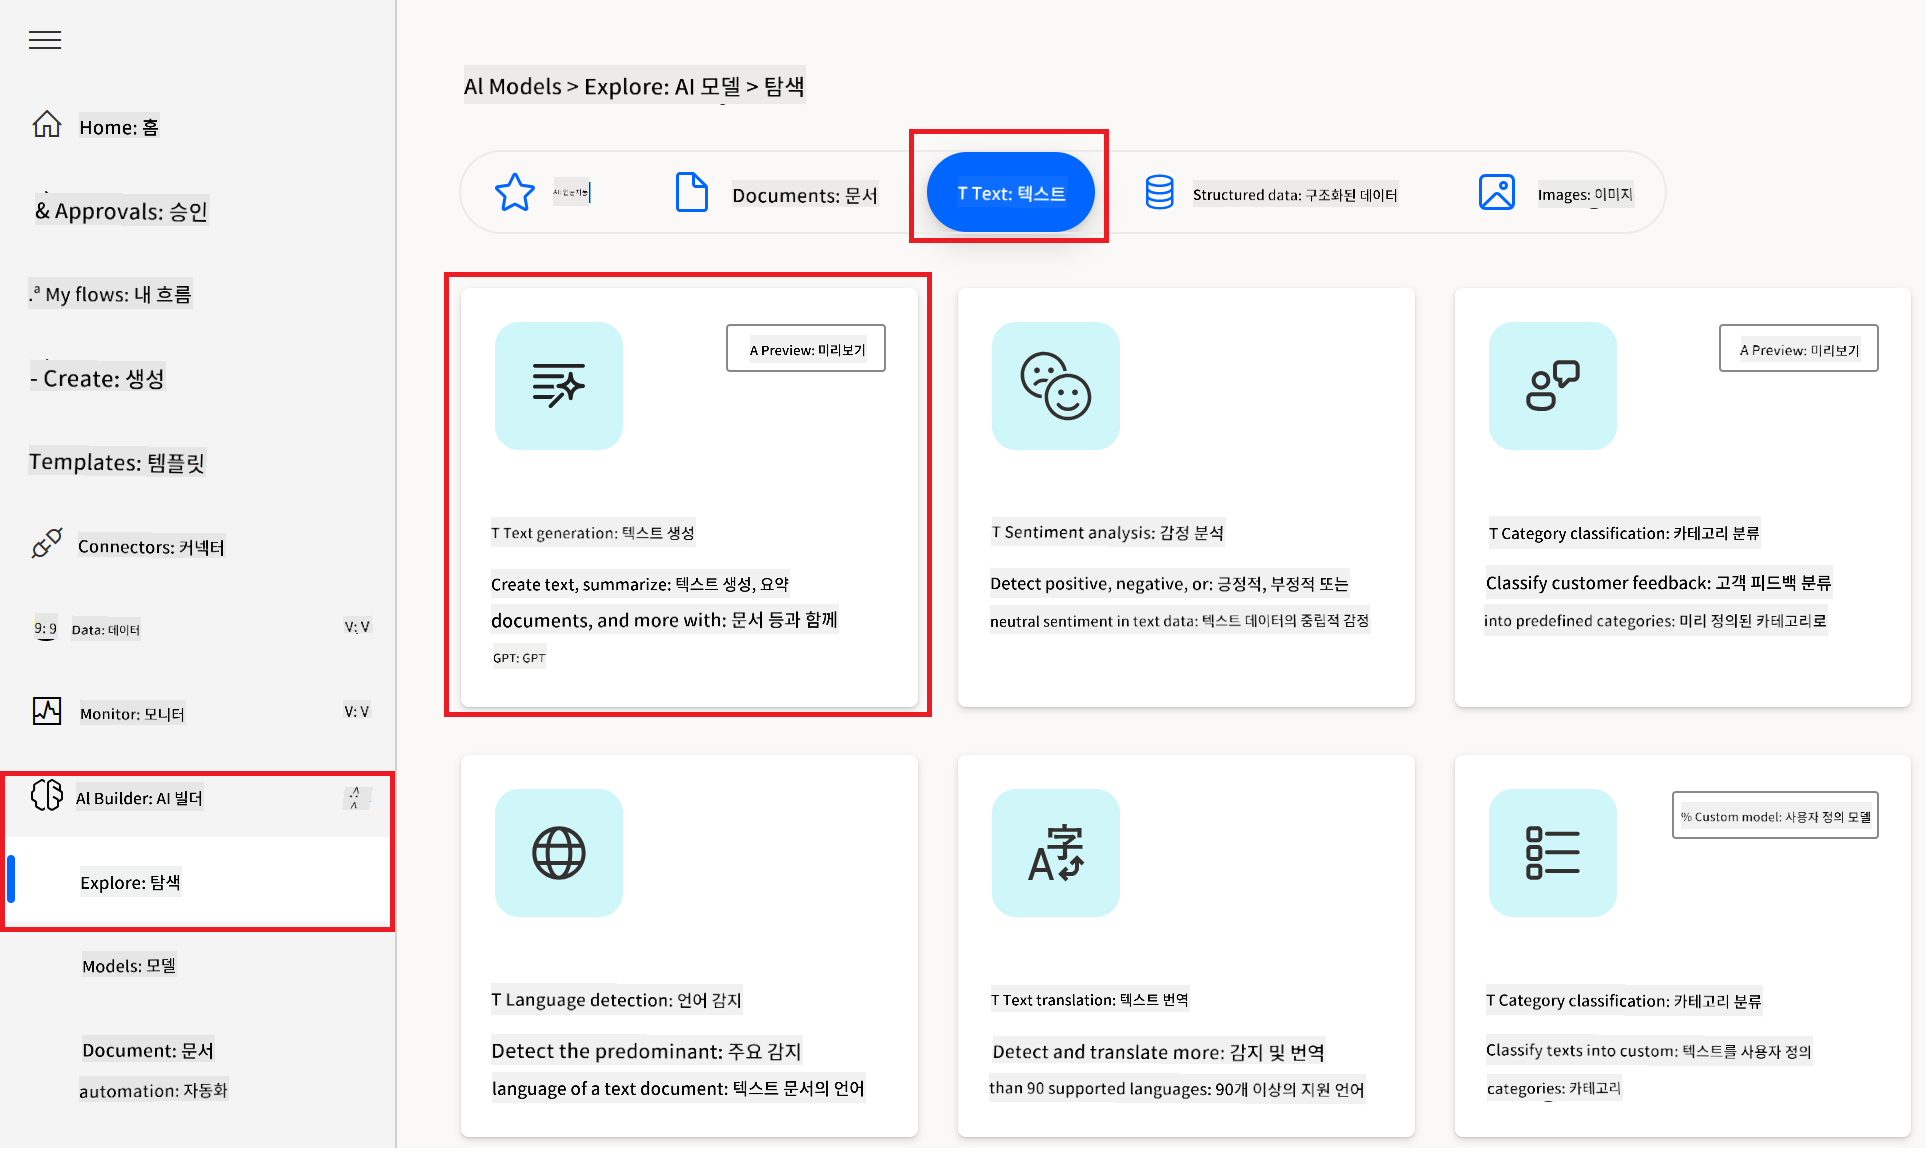 Al Models > Explore: AI 모델 > 탐색
Home: 홈
& Approvals: 승인
.ª My flows: 내 흐름
- Create: 생성
Templates: 템플릿
Connectors: 커넥터
9: 9 Data: 데이터 V: V
Monitor: 모니터 V: V
Al Builder: AI 빌더
Explore: 탐색
Models: 모델
Document: 문서
automation: 자동화
AI: 인공지능
Documents: 문서
T Text: 텍스트
Structured data: 구조화된 데이터
Images: 이미지
A Preview: 미리보기
T Text generation: 텍스트 생성
Create text, summarize: 텍스트 생성, 요약
documents, and more with: 문서 등과 함께
GPT: GPT
T Sentiment analysis: 감정 분석
Detect positive, negative, or: 긍정적, 부정적 또는
neutral sentiment in text data: 텍스트 데이터의 중립적 감정
A Preview: 미리보기
T Category classification: 카테고리 분류
Classify customer feedback: 고객 피드백 분류
into predefined categories: 미리 정의된 카테고리로
T Language detection: 언어 감지
Detect the predominant: 주요 감지
language of a text document: 텍스트 문서의 언어
T Text translation: 텍스트 번역
Detect and translate more: 감지 및 번역
than 90 supported languages: 90개 이상의 지원 언어
% Custom model: 사용자 정의 모델
T Category classification: 카테고리 분류
Classify texts into custom: 텍스트를 사용자 정의
categories: 카테고리